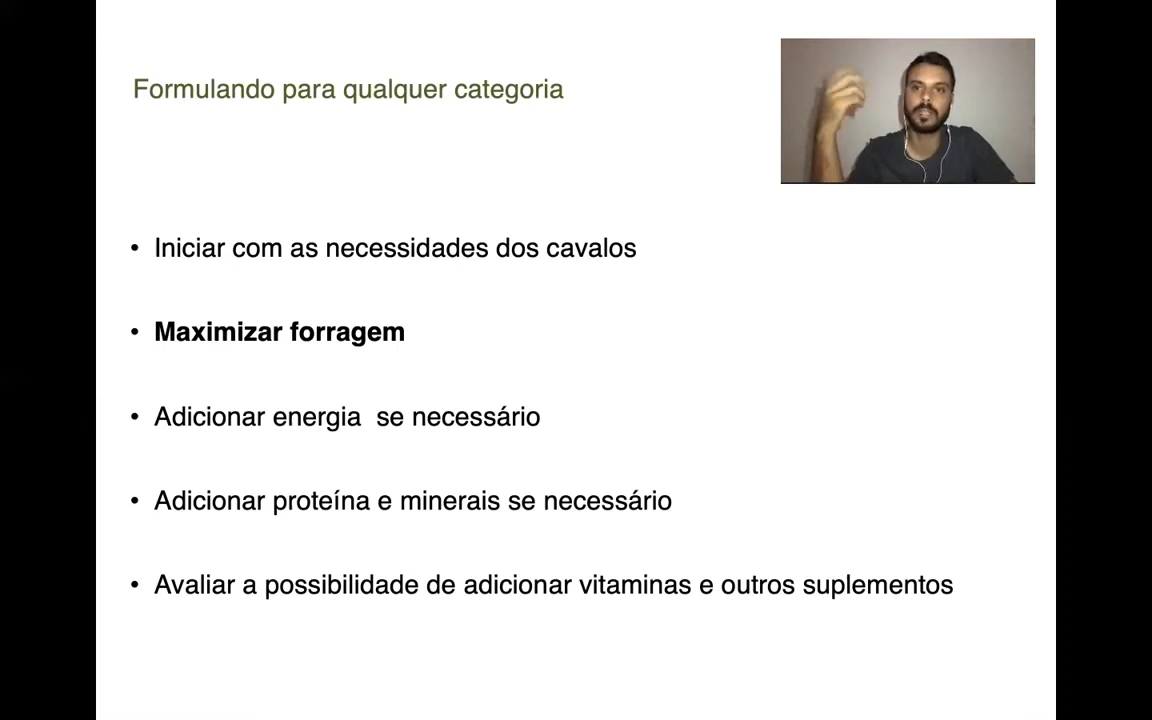 Formulando para qualquer categoria
• Iniciar com as necessidades dos cavalos
• Maximizar forragem
• Adicionar energia  se necessário
• Adicionar proteína e minerais se necessário
• Avaliar a possibilidade de adicionar vitaminas e outros suplementos